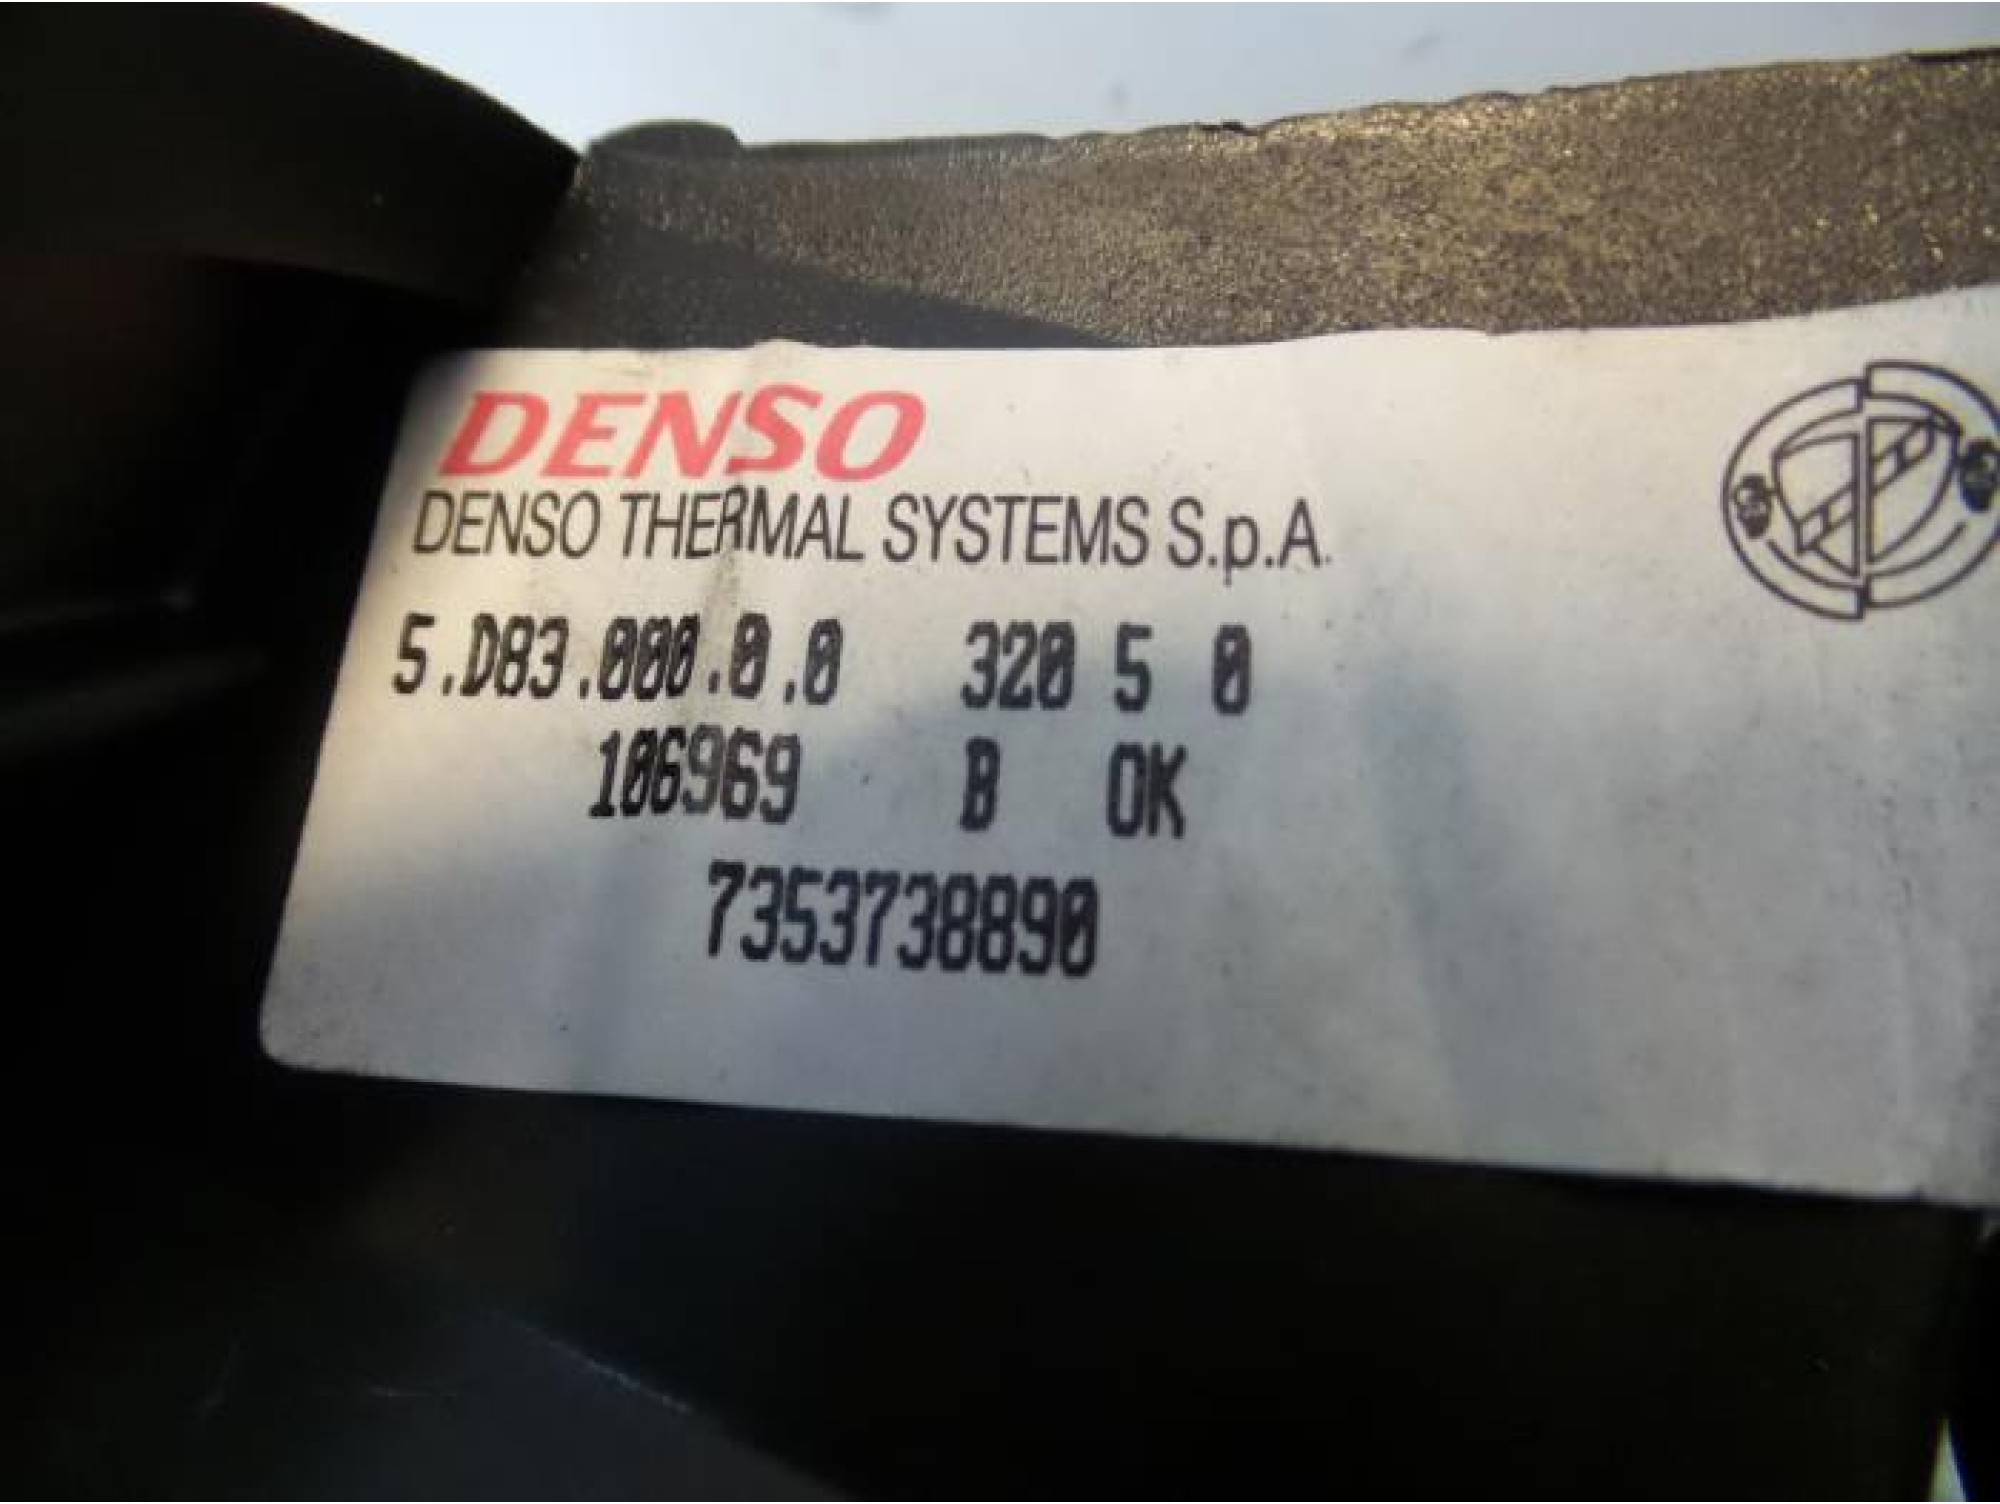 DENSO
DENSO THERMAL SYSTEMS S.p.A.
5.D83.000.0.0 320 5 0
106969 B OK
7353738890